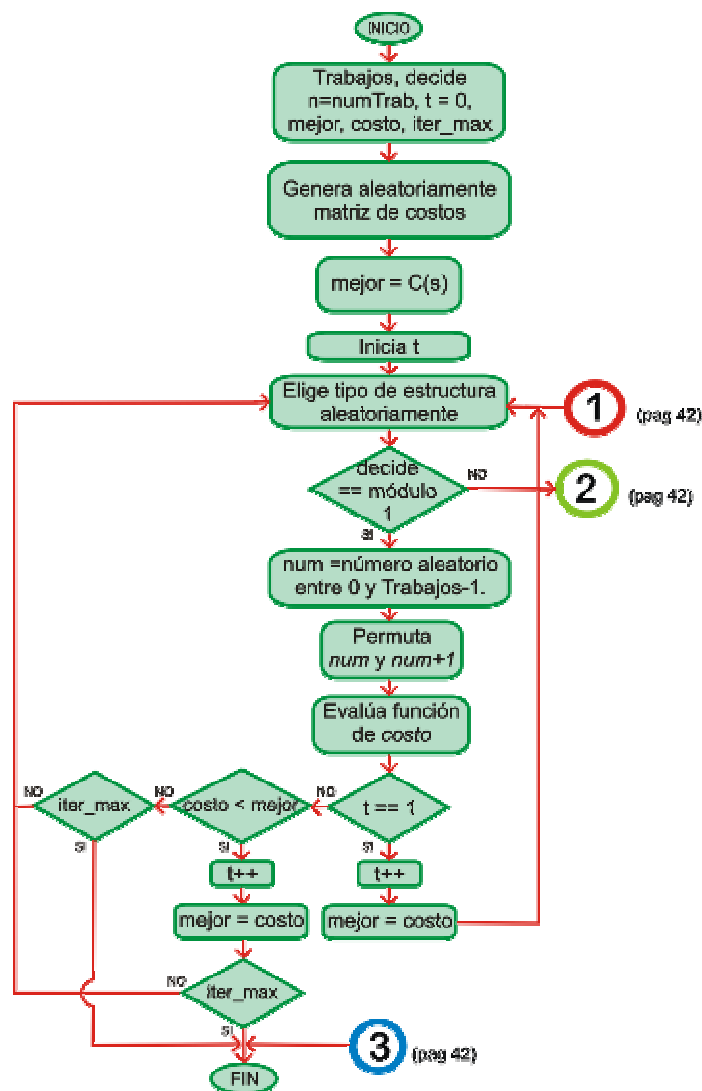 INICIO
Trabajos, decide
n=numTrab, t = 0,
mejor, costo, iter_max
Genera aleatoriamente
matriz de costos
mejor = C(s)
Inicia t
Elige tipo de estructura
aleatoriamente
1
(pag 42)
decide
== módulo
1
NO
2
(pag 42)
SI
num =número aleatorio
entre 0 y Trabajos-1.
Permuta
num y num+1
Evalúa función
de costo
NO
iter_max
NO
costo < mejor
NO
t == 1
SI
SI
SI
t++
t++
mejor = costo
mejor = costo
NO
iter_max
SI
3
(pag 42)
FIN